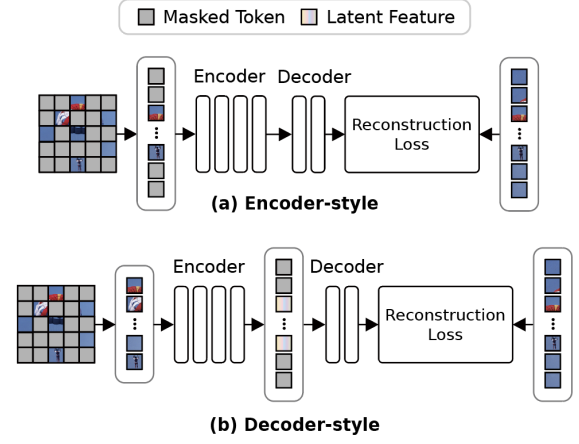 Masked Token Latent Feature
Encoder Decoder
Reconstruction
Loss
(a) Encoder-style
Encoder Decoder
Reconstruction
Loss
(b) Decoder-style